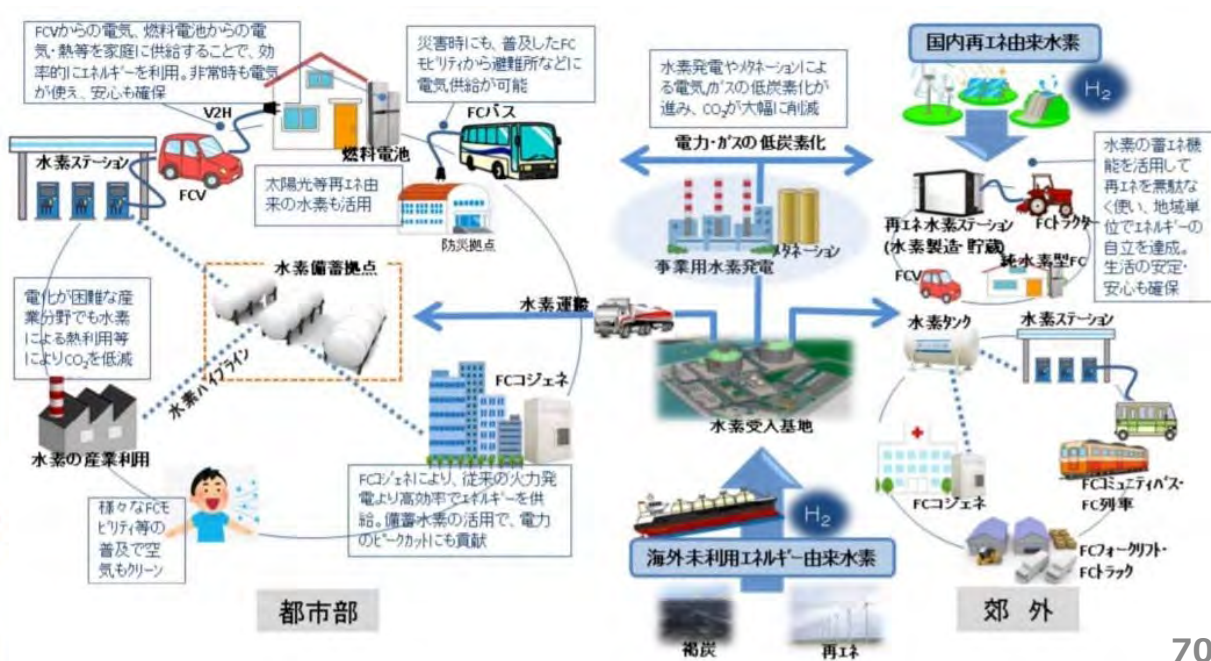 FCVからの電気、燃料電池からの電
気・熱等を家庭に供給することで、効
率的にエネルギーを利用。非常時も電気
が使え、安心も確保
V2H
水素ステーション
FCV
燃料電池
災害時にも、普及したFC
モビリティから避難所などに
電気供給が可能
FCバス
太陽光等再エネ由
来の水素も活用
防災拠点
水素備蓄拠点
電化が困難な産
業分野でも水素
による熱利用等
によりCO₂を低減
水素パイプライン
水素の産業利用
FCコジェネ
様々なFCモ
ビリティ等の
普及で空
気もクリーン
FCコジェネにより、従来の火力発
電より高効率でエネルギーを供
給。備蓄水素の活用で、電力
のピークカットにも貢献
都市部
水素発電やメタネーションによ
る電気/ガスの低炭素化が
進み、CO₂が大幅に削減
電力・ガスの低炭素化
メタネーション
事業用水素発電
水素運搬
水素受入基地
H₂
海外未利用エネルギー由来水素
褐炭
再エネ
国内再エネ由来水素
H₂
水素の蓄エネ機
能を活用して
再エネを無駄な
く使い、地域単
位でエネルギーの
自立を達成。
生活の安定・
安心も確保
再エネ水素ステーション
(水素製造・貯蔵)
FCトラクター
FCV
純水素型FC
水素タンク
水素ステーション
FCコジェネ
FCコミュニティバス・
FC列車
FCフォークリフト・
FCトラック
郊 外
70